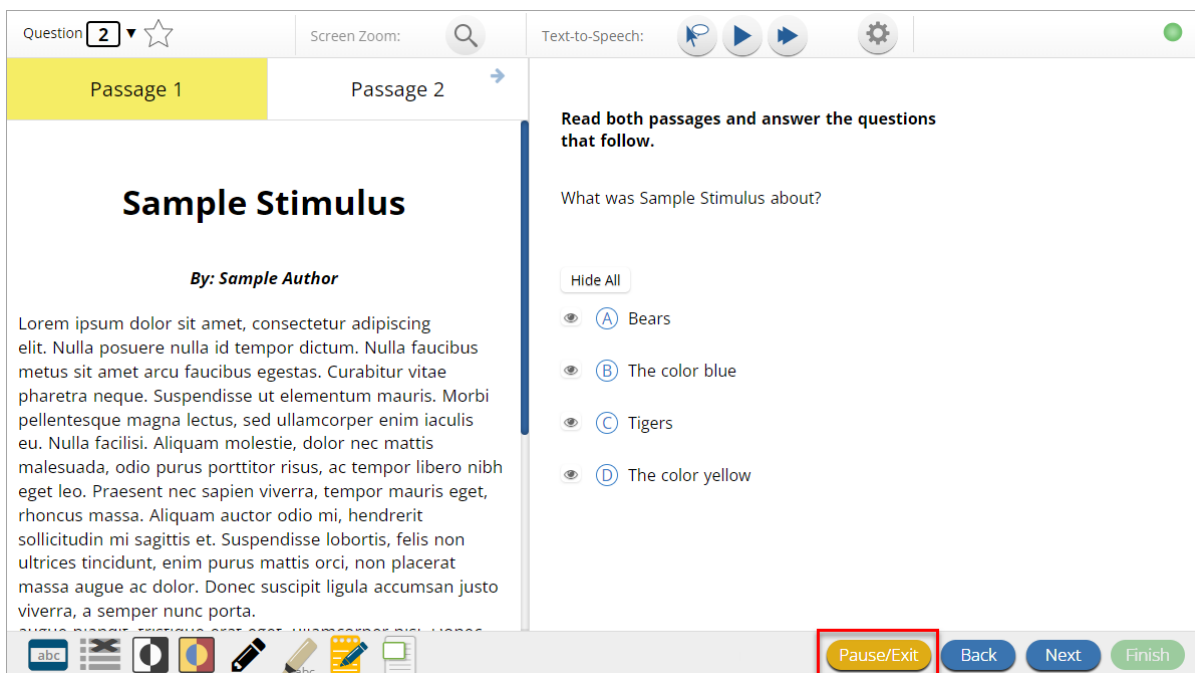 Question 2 ▼
Screen Zoom:
Text-to-Speech:
Passage 1
Passage 2
Sample Stimulus
By: Sample Author
Lorem ipsum dolor sit amet, consectetur adipiscing
elit. Nulla posuere nulla id tempor dictum. Nulla faucibus
metus sit amet arcu faucibus egestas. Curabitur vitae
pharetra neque. Suspendisse ut elementum mauris. Morbi
pellentesque magna lectus, sed ullamcorper enim iaculis
eu. Nulla facilisi. Aliquam molestie, dolor nec mattis
malesuada, odio purus porttitor risus, ac tempor libero nibh
eget leo. Praesent nec sapien viverra, tempor mauris eget,
rhoncus massa. Aliquam auctor odio mi, hendrerit
sollicitudin mi sagittis et. Suspendisse lobortis, felis non
ultrices tincidunt, enim purus mattis orci, non placerat
massa augue ac dolor. Donec suscipit ligula accumsan justo
viverra, a semper nunc porta.
Read both passages and answer the questions
that follow.
What was Sample Stimulus about?
Hide All
A Bears
B The color blue
C Tigers
D The color yellow
abc
abc
Pause/Exit
Back
Next
Finish